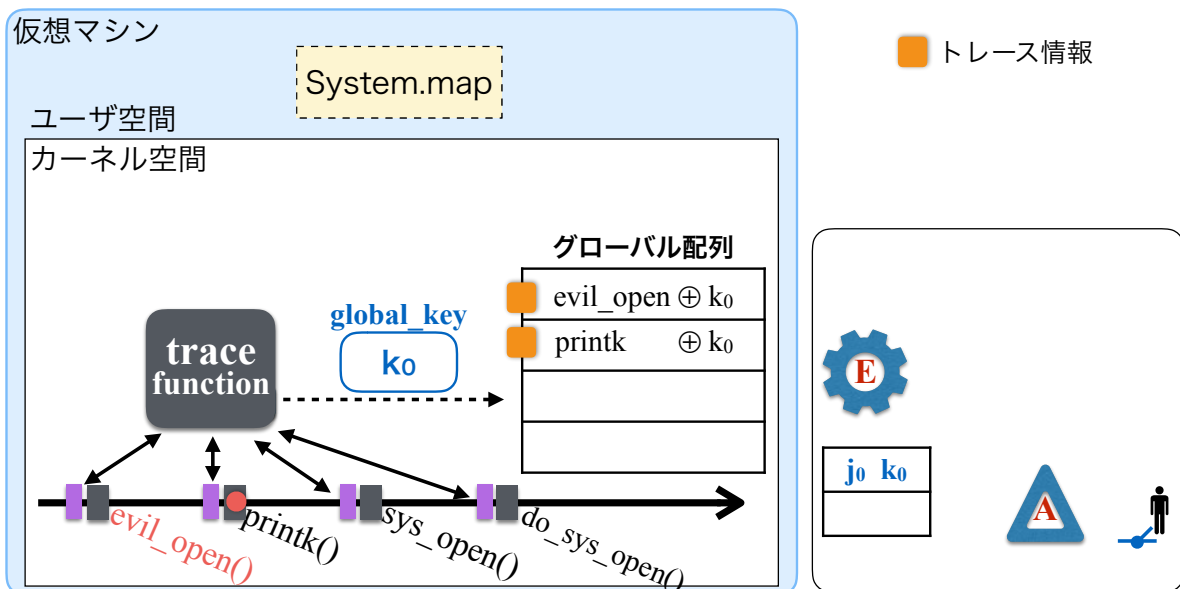 仮想マシン
System.map
トレース情報
ユーザ空間
カーネル空間
グローバル配列
evil_open ⊕ k₀
printk ⊕ k₀
global_key
k₀
trace
function
E
j₀ k₀
A
evil_open()
printk()
sys_open()
do_sys_open()